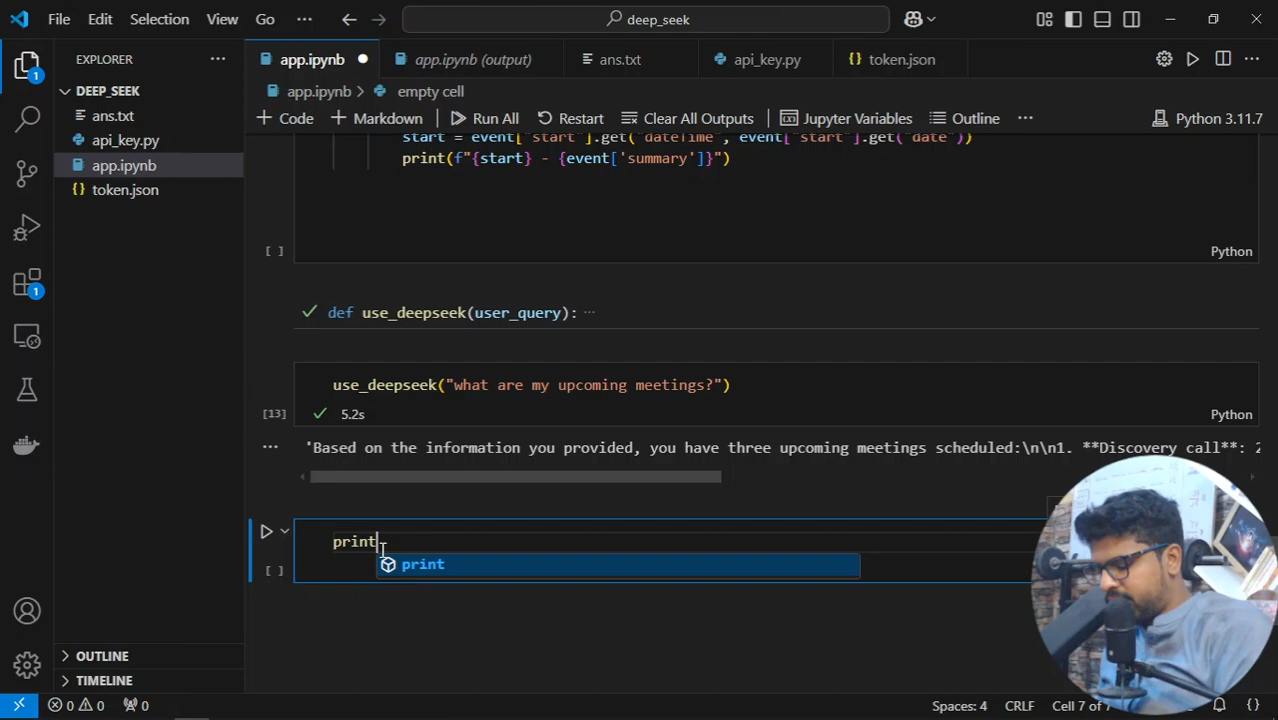 File Edit Selection View Go ··· deep_seek
EXPLORER ···
DEEP_SEEK
ans.txt
api_key.py
app.ipynb
token.json
OUTLINE
TIMELINE
1
1
app.ipynb app.ipynb (output) ans.txt api_key.py token.json
app.ipynb > empty cell
+ Code + Markdown Run All Restart Clear All Outputs Jupyter Variables Outline ··· Python 3.11.7
start = event["start"].get("dateTime", event["start"].get("date"))
print(f"{start} - {event['summary']}")
[ ] Python
def use_deepseek(user_query): ···
use_deepseek("what are my upcoming meetings?")
[13] 5.2s Python
··· 'Based on the information you provided, you have three upcoming meetings scheduled:\n\n1. **Discovery call**: 2
print
print
[ ]
0 0 0 Spaces: 4 CRLF Cell 7 of 7